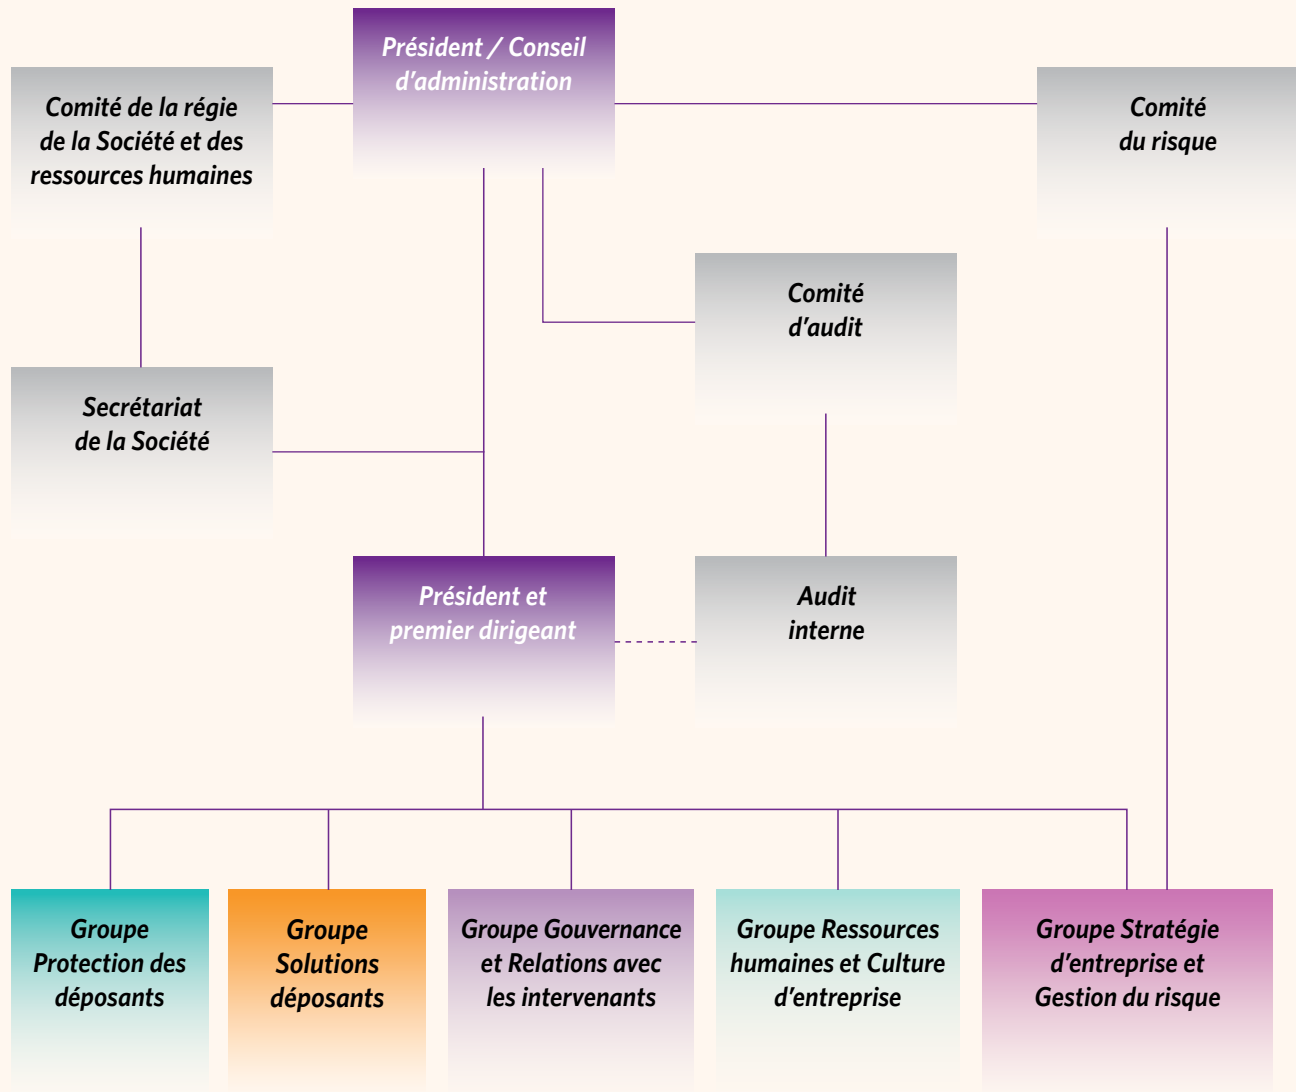 Président / Conseil
d'administration
Comité de la régie
de la Société et des
ressources humaines
Comité
du risque
Comité
d'audit
Secrétariat
de la Société
Président et
premier dirigeant
Audit
interne
Groupe
Protection des
déposants
Groupe
Solutions
déposants
Groupe Gouvernance
et Relations avec
les intervenants
Groupe Ressources
humaines et Culture
d'entreprise
Groupe Stratégie
d'entreprise et
Gestion du risque